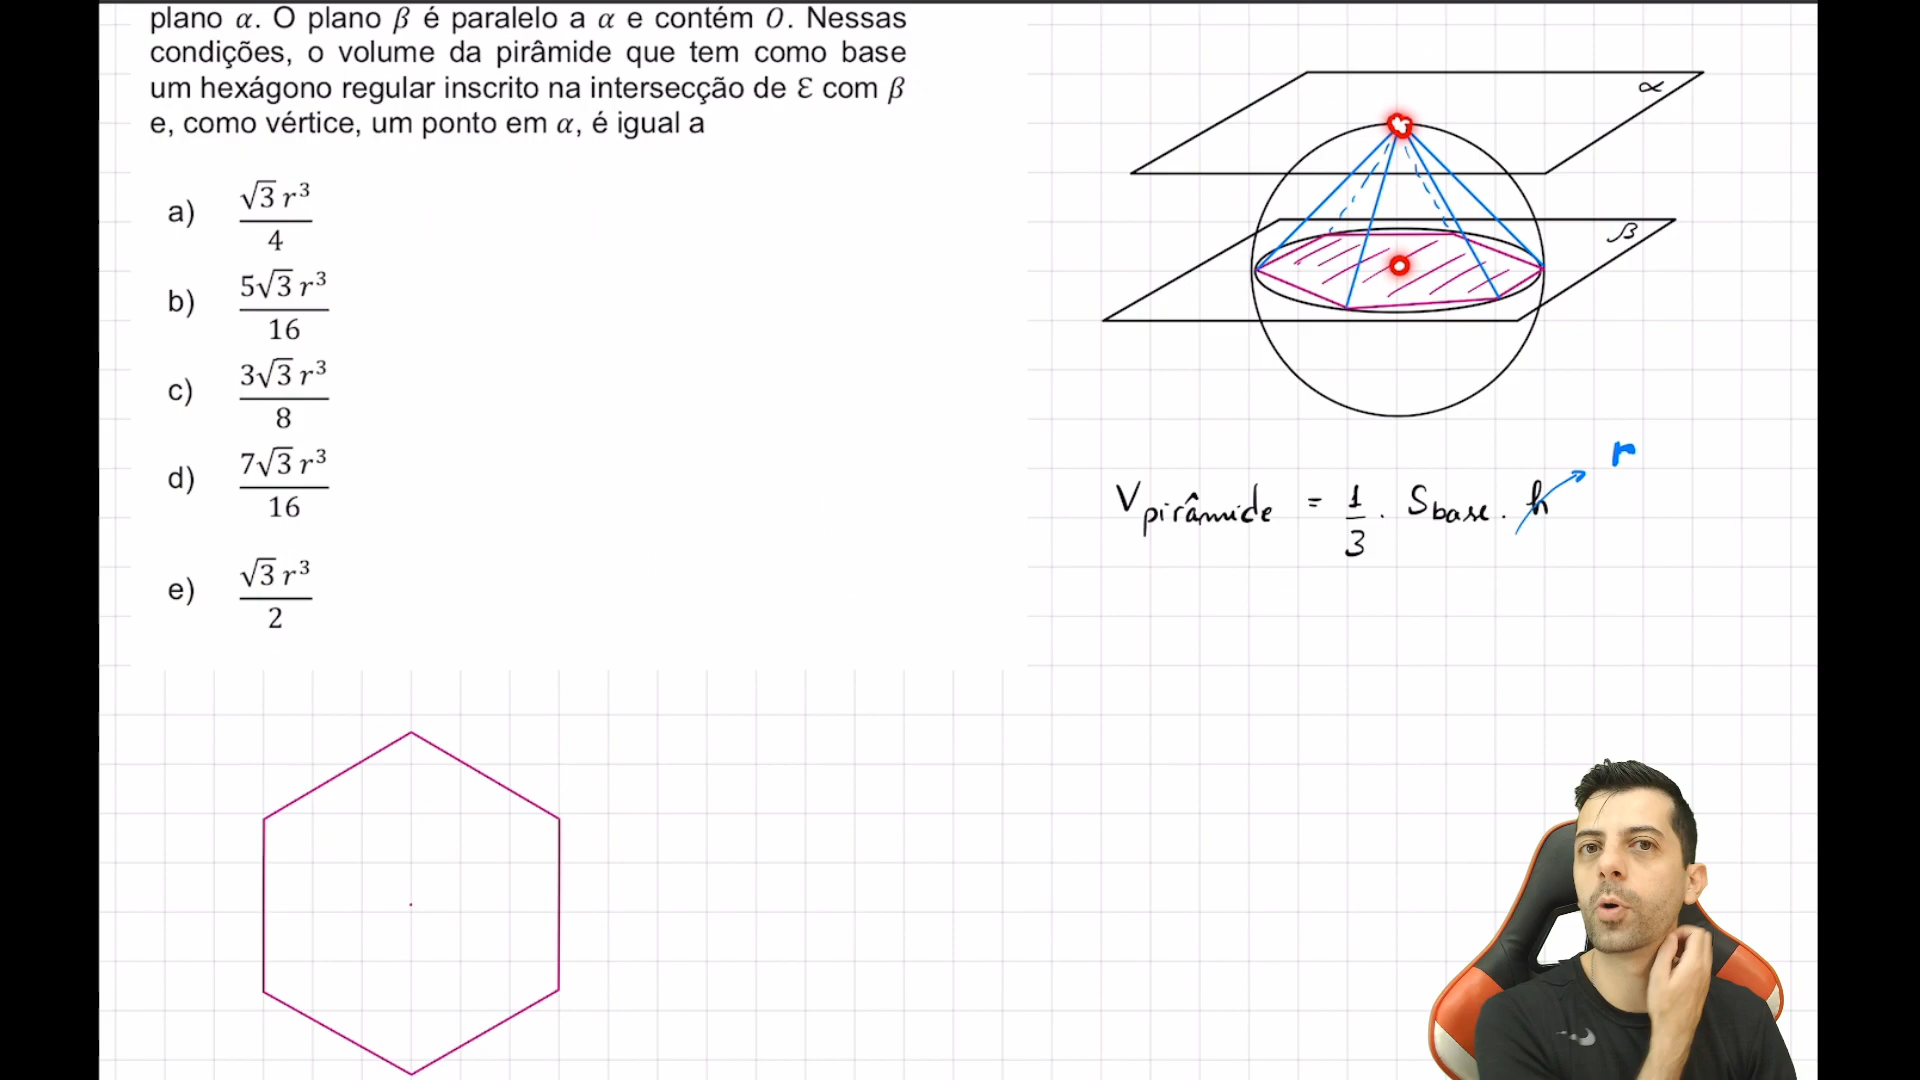 plano α. O plano β é paralelo a α e contém O. Nessas
condições, o volume da pirâmide que tem como base
um hexágono regular inscrito na intersecção de Ɛ com β
e, como vértice, um ponto em α, é igual a
a) √3 r³ / 4
b) 5√3 r³ / 16
c) 3√3 r³ / 8
d) 7√3 r³ / 16
e) √3 r³ / 2
α
β
r
Vpirâmide = 1/3 . Sbase . h